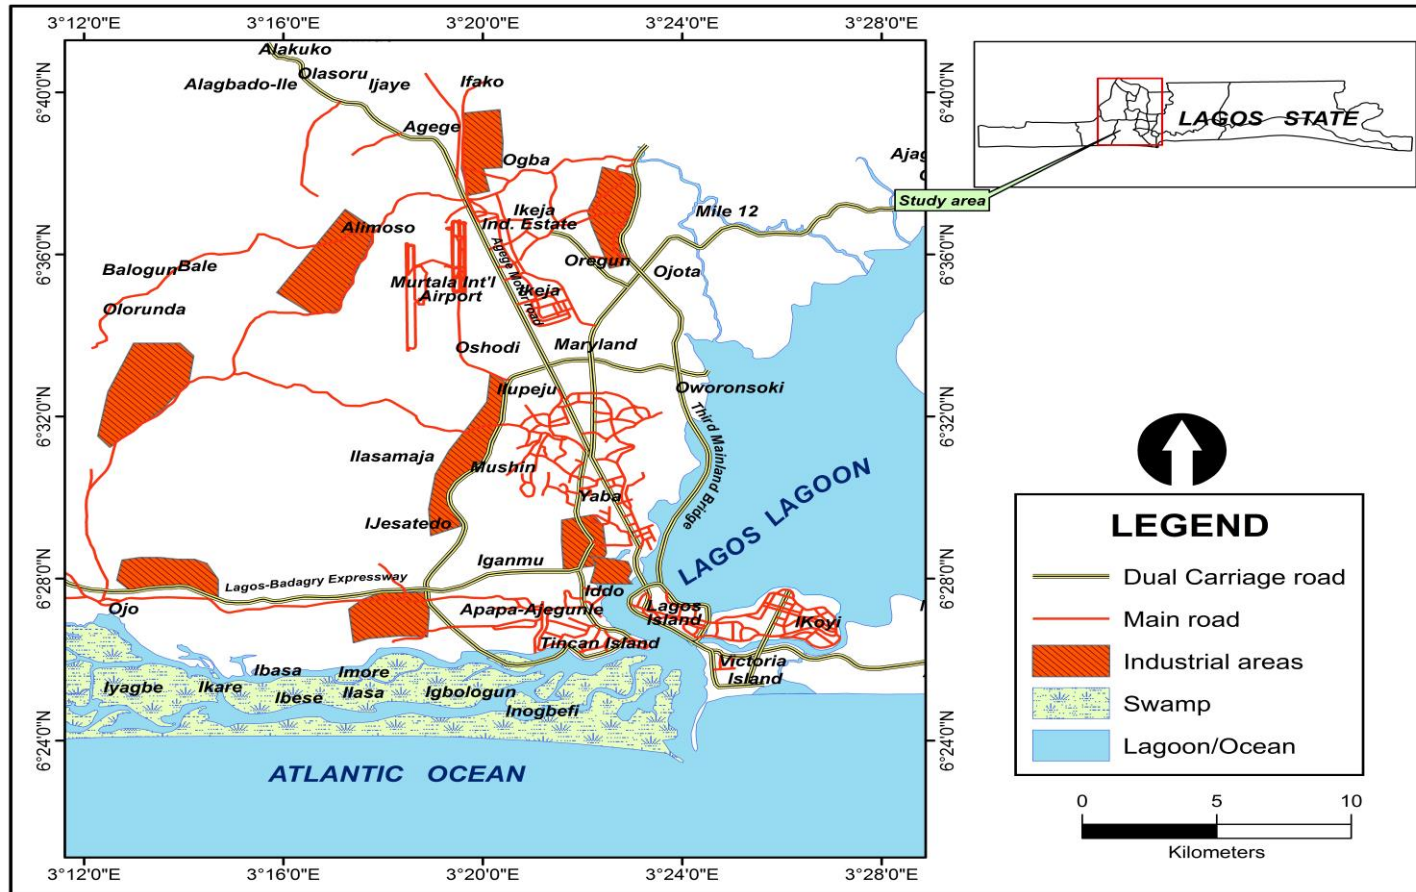 3°12'0"E
3°16'0"E
3°20'0"E
3°24'0"E
3°28'0"E
6°40'0"N
6°36'0"N
6°32'0"N
6°28'0"N
6°24'0"N
Alakuko
Olasoru
Alagbado-Ile
Ijaye
Ifako
Agege
Ogba
Ajag
Mile 12
Ikeja
Ind. Estate
Alimoso
Agege Motor road
Oregun
Ojota
Balogun
Bale
Murtala Int'l
Airport
Ikeja
Olorunda
Oshodi
Maryland
Ilupeju
Oworonsoki
Third Mainland Bridge
Ilasamaja
Mushin
Yaba
LAGOS LAGOON
IJesatedo
Iganmu
Lagos-Badagry Expressway
Iddo
Ojo
Apapa-Ajegunle
Lagos
Island
IKoyi
Tincan Island
Victoria
Island
Ibasa
Imore
Iyagbe
Ikare
Ibese
Ilasa
Igbologun
Inogbefi
ATLANTIC OCEAN
6°40'0"N
6°36'0"N
6°32'0"N
6°28'0"N
6°24'0"N
3°12'0"E
3°16'0"E
3°20'0"E
3°24'0"E
3°28'0"E
LAGOS STATE
Study area
LEGEND
Dual Carriage road
Main road
Industrial areas
Swamp
Lagoon/Ocean
0 5 10
Kilometers